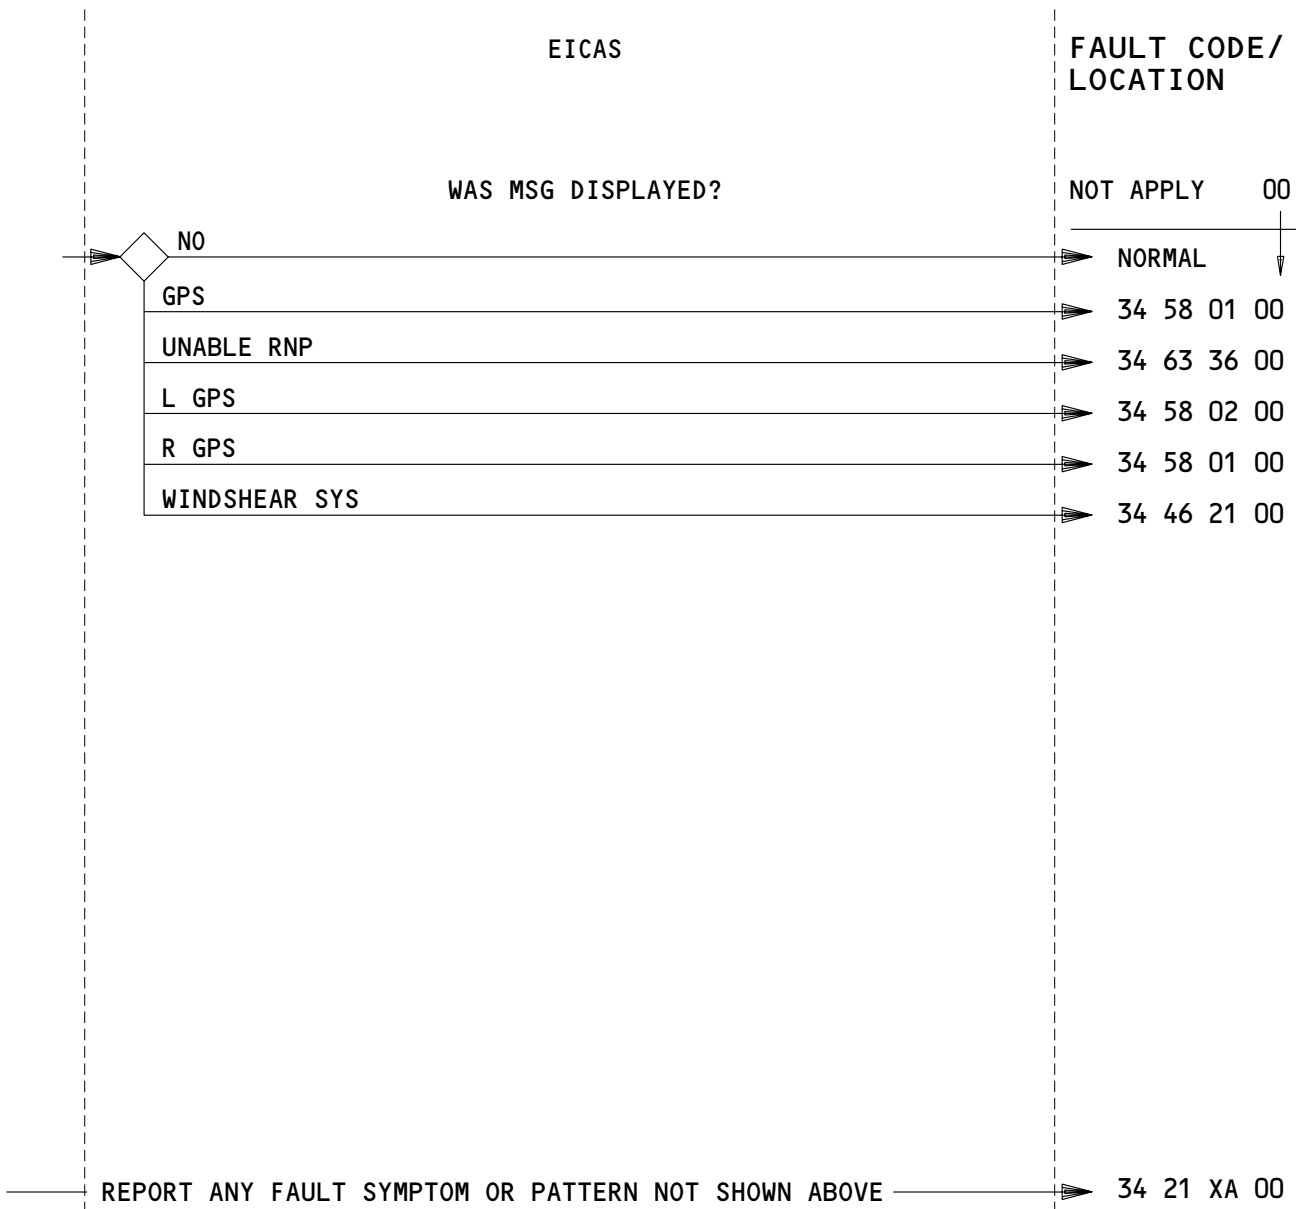 EICAS
FAULT CODE/
LOCATION
WAS MSG DISPLAYED?
NOT APPLY 00
NO
NORMAL
GPS
34 58 01 00
UNABLE RNP
34 63 36 00
L GPS
34 58 02 00
R GPS
34 58 01 00
WINDSHEAR SYS
34 46 21 00
REPORT ANY FAULT SYMPTOM OR PATTERN NOT SHOWN ABOVE
34 21 XA 00